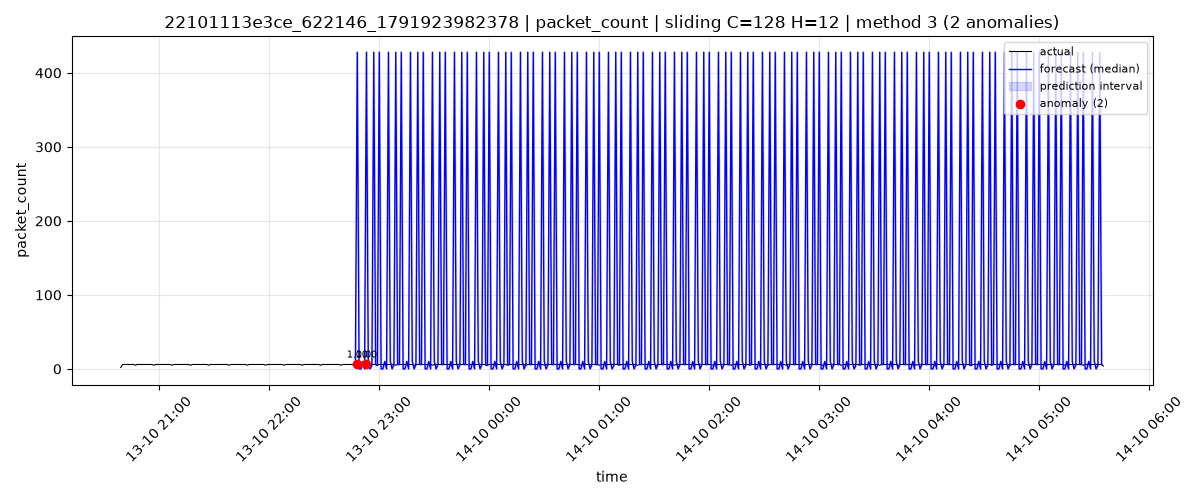 22101113e3ce_622146_1791923982378 | packet_count | sliding C=128 H=12 | method 3 (2 anomalies)
actual
forecast (median)
prediction interval
anomaly (2)
packet_count
400
300
200
100
0
13-10 21:00
13-10 22:00
13-10 23:00
14-10 00:00
14-10 01:00
14-10 02:00
14-10 03:00
14-10 04:00
14-10 05:00
14-10 06:00
time